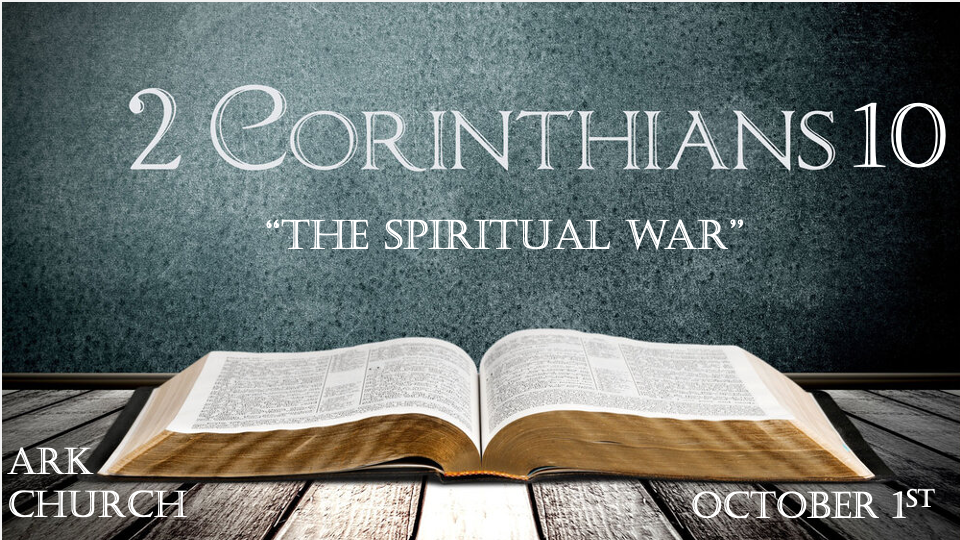 2 Corinthians 10
“The Spiritual War”
Ark
Church
October 1st